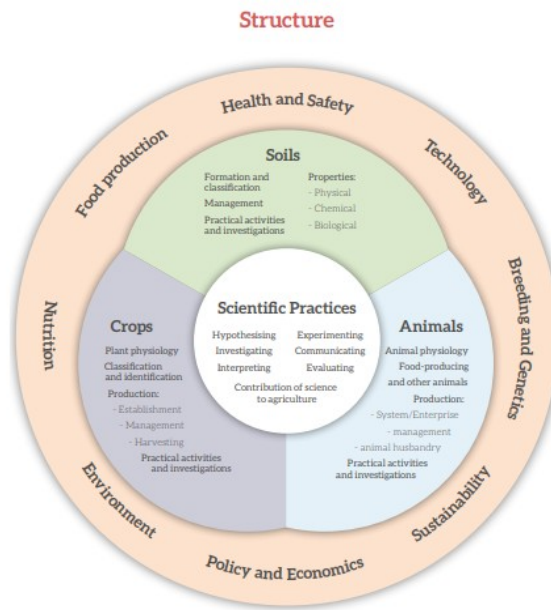 Structure
Health and Safety
Food production
Technology
Nutrition
Breeding and Genetics
Environment
Sustainability
Policy and Economics
Soils
Formation and
classification
Management
Practical activities
and investigations
Properties:
- Physical
- Chemical
- Biological
Scientific Practices
Hypothesising
Experimenting
Investigating
Communicating
Interpreting
Evaluating
Contribution of science
to agriculture
Crops
Plant physiology
Classification
and identification
Production:
- Establishment
- Management
- Harvesting
Practical activities
and investigations
Animals
Animal physiology
Food-producing
and other animals
Production:
- System/Enterprise
- management
- animal husbandry
Practical activities
and investigations